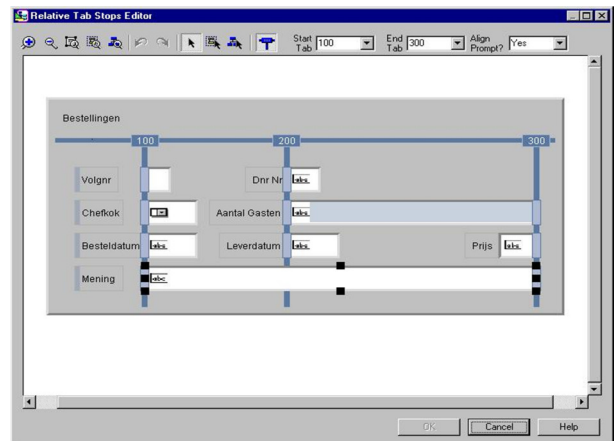 Relative Tab Stops Editor
Start Tab 100 End Tab 300 Align Prompt? Yes
Bestellingen
100 200 300
Volgnr Dnr Nr
Chefkok Aantal Gasten
Besteldatum Leverdatum Prijs
Mening
OK Cancel Help